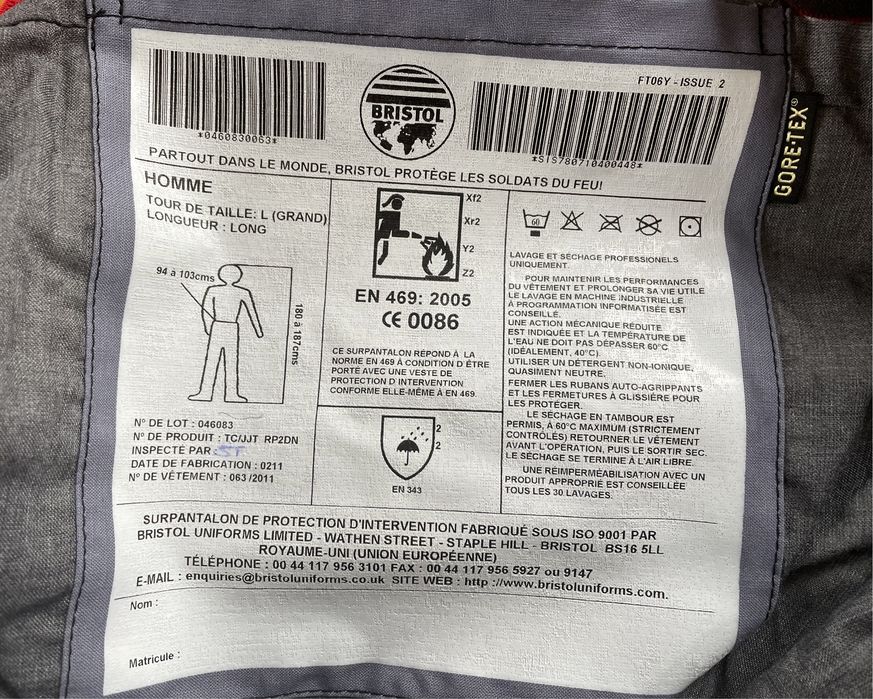 FT06Y - ISSUE 2
*0460830063*
BRISTOL
*SIS780710400448*
GORE-TEX®
PARTOUT DANS LE MONDE, BRISTOL PROTÈGE LES SOLDATS DU FEU!
HOMME
TOUR DE TAILLE: L (GRAND)
LONGUEUR : LONG
94 à 103cms
180 à 187cms
N° DE LOT : 046083
N° DE PRODUIT : TC/JJT RP2DN
INSPECTÉ PAR : ST
DATE DE FABRICATION : 0211
N° DE VÊTEMENT : 063 /2011
Xf2
Xr2
Y2
Z2
EN 469: 2005
CE 0086
CE SURPANTALON RÉPOND À LA
NORME EN 469 À CONDITION D'ÊTRE
PORTÉ AVEC UNE VESTE DE
PROTECTION D'INTERVENTION
CONFORME ELLE-MÊME À EN 469.
2
2
EN 343
60
LAVAGE ET SÉCHAGE PROFESSIONELS
UNIQUEMENT.
POUR MAINTENIR LES PERFORMANCES
DU VÊTEMENT ET PROLONGER SA VIE UTILE
LE LAVAGE EN MACHINE INDUSTRIELLE
À PROGRAMMATION INFORMATISÉE EST
CONSEILLÉ.
UNE ACTION MÉCANIQUE RÉDUITE
EST INDIQUÉE ET LA TEMPÉRATURE DE
L'EAU NE DOIT PAS DÉPASSER 60°C
(IDÉALEMENT, 40°C).
UTILISER UN DÉTERGENT NON-IONIQUE,
QUASIMENT NEUTRE.
FERMER LES RUBANS AUTO-AGRIPPANTS
ET LES FERMETURES À GLISSIÈRE POUR
LES PROTÉGER.
LE SÉCHAGE EN TAMBOUR EST
PERMIS, À 60°C MAXIMUM (STRICTEMENT
CONTRÔLÉS) RETOURNER LE VÊTEMENT
AVANT L'OPÉRATION, PUIS LE SORTIR SEC.
LE SÉCHAGE SE TERMINE À L'AIR LIBRE.
UNE RÉIMPERMÉABILISATION AVEC UN
PRODUIT APPROPRIÉ EST CONSEILLÉE
TOUS LES 30 LAVAGES.
SURPANTALON DE PROTECTION D'INTERVENTION FABRIQUÉ SOUS ISO 9001 PAR
BRISTOL UNIFORMS LIMITED - WATHEN STREET - STAPLE HILL - BRISTOL BS16 5LL
ROYAUME-UNI (UNION EUROPÉENNE)
TÉLÉPHONE : 00 44 117 956 3101 FAX : 00 44 117 956 5927 ou 9147
E-MAIL : enquiries@bristoluniforms.co.uk SITE WEB : http ://www.bristoluniforms.com.
Nom :
Matricule :